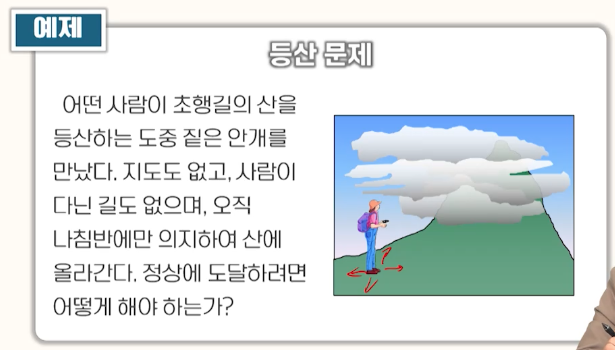 예제
등산 문제
어떤 사람이 초행길의 산을
등산하는 도중 짙은 안개를
만났다. 지도도 없고, 사람이
다닌 길도 없으며, 오직
나침반에만 의지하여 산에
올라간다. 정상에 도달하려면
어떻게 해야 하는가?